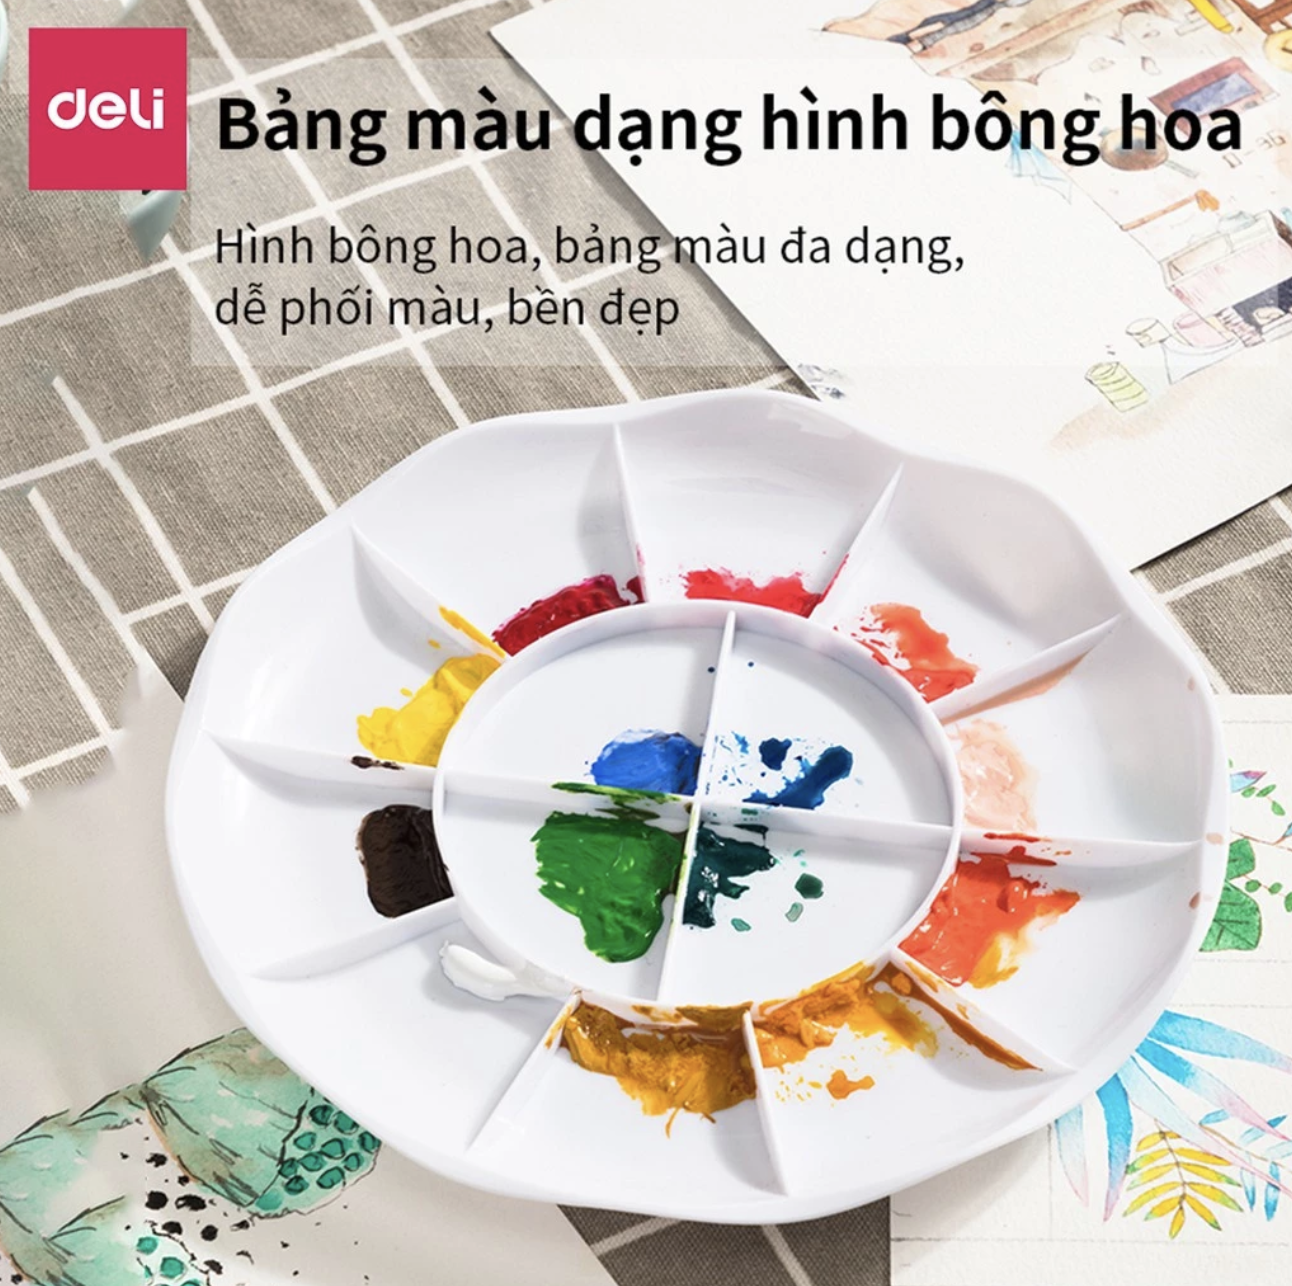 deli
Bảng màu dạng hình bông hoa
Hình bông hoa, bảng màu đa dạng,
dễ phối màu, bền đẹp